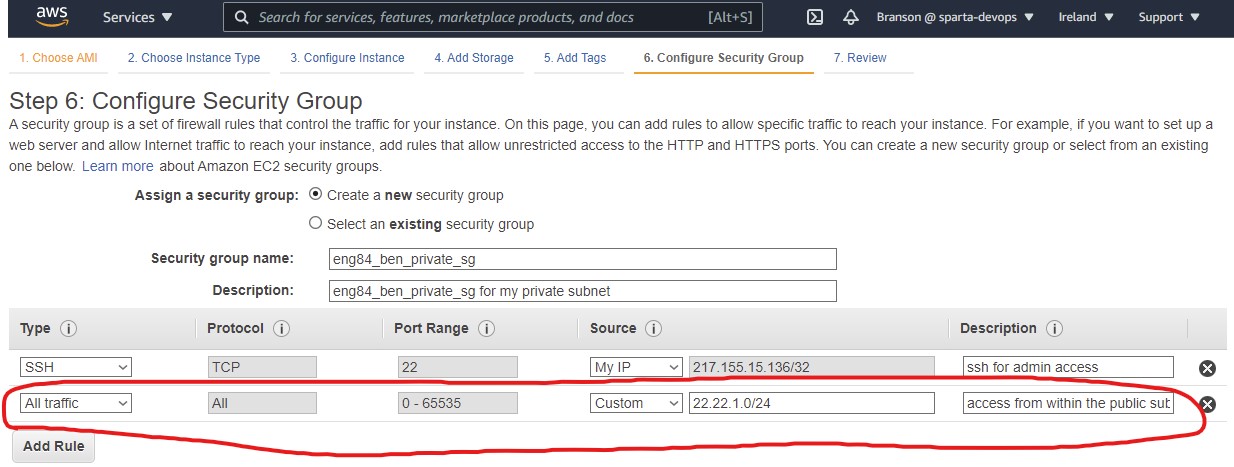 aws Services Search for services, features, marketplace products, and docs [Alt+S] Branson @ sparta-devops Ireland Support
1. Choose AMI 2. Choose Instance Type 3. Configure Instance 4. Add Storage 5. Add Tags 6. Configure Security Group 7. Review
Step 6: Configure Security Group
A security group is a set of firewall rules that control the traffic for your instance. On this page, you can add rules to allow specific traffic to reach your instance. For example, if you want to set up a
web server and allow Internet traffic to reach your instance, add rules that allow unrestricted access to the HTTP and HTTPS ports. You can create a new security group or select from an existing
one below. Learn more about Amazon EC2 security groups.
Assign a security group: Create a new security group
Select an existing security group
Security group name: eng84_ben_private_sg
Description: eng84_ben_private_sg for my private subnet
Type i Protocol i Port Range i Source i Description i
SSH TCP 22 My IP 217.155.15.136/32 ssh for admin access
All traffic All 0 - 65535 Custom 22.22.1.0/24 access from within the public sub
Add Rule